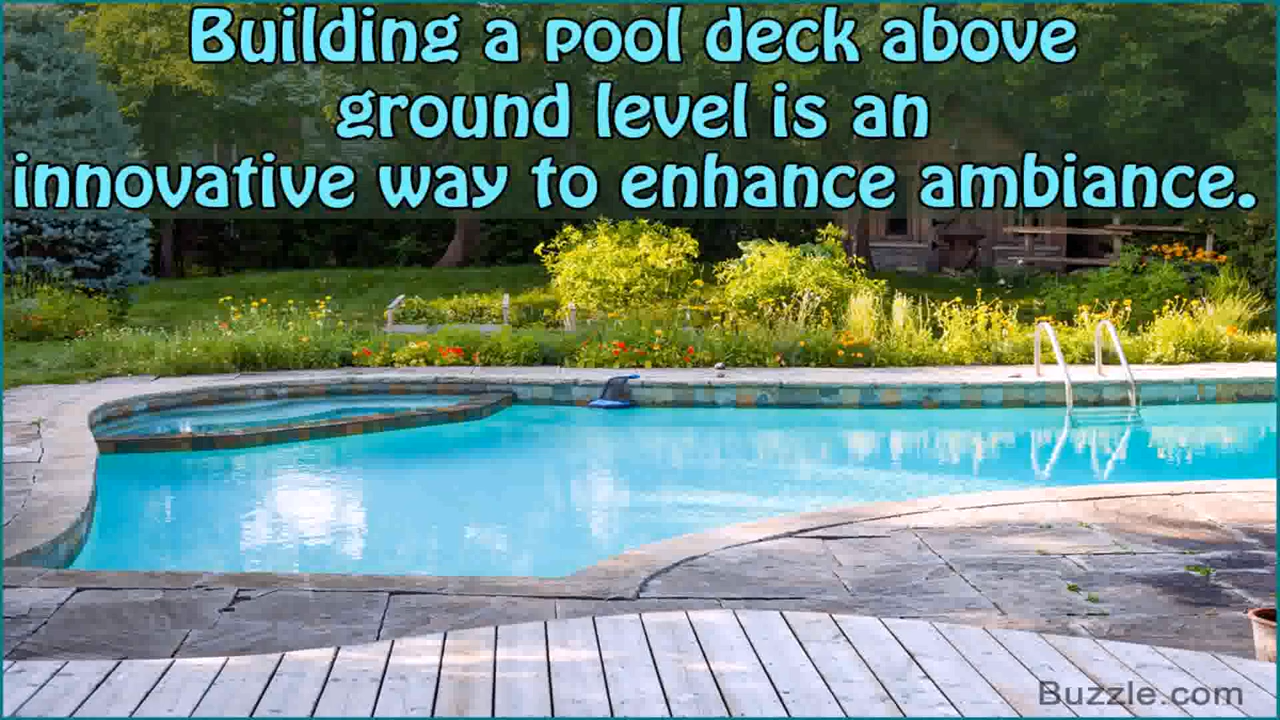 Building a pool deck above
ground level is an
innovative way to enhance ambiance.
Buzzle.com